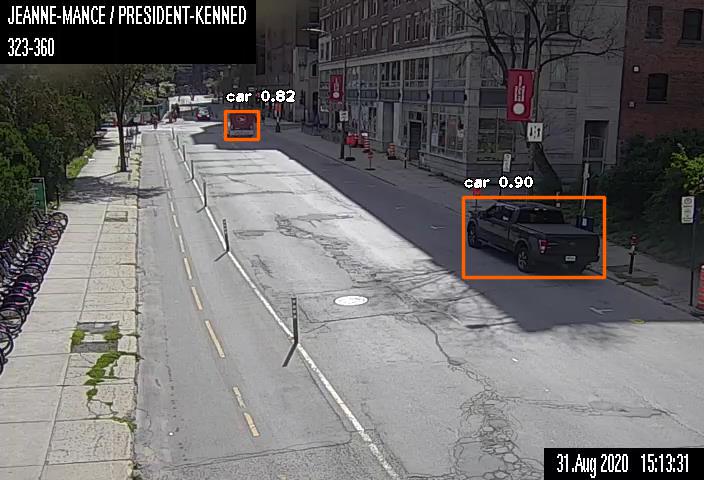 JEANNE-MANCE / PRESIDENT-KENNED
323-360
car 0.82
car 0.90
31.Aug 2020 15:13:31